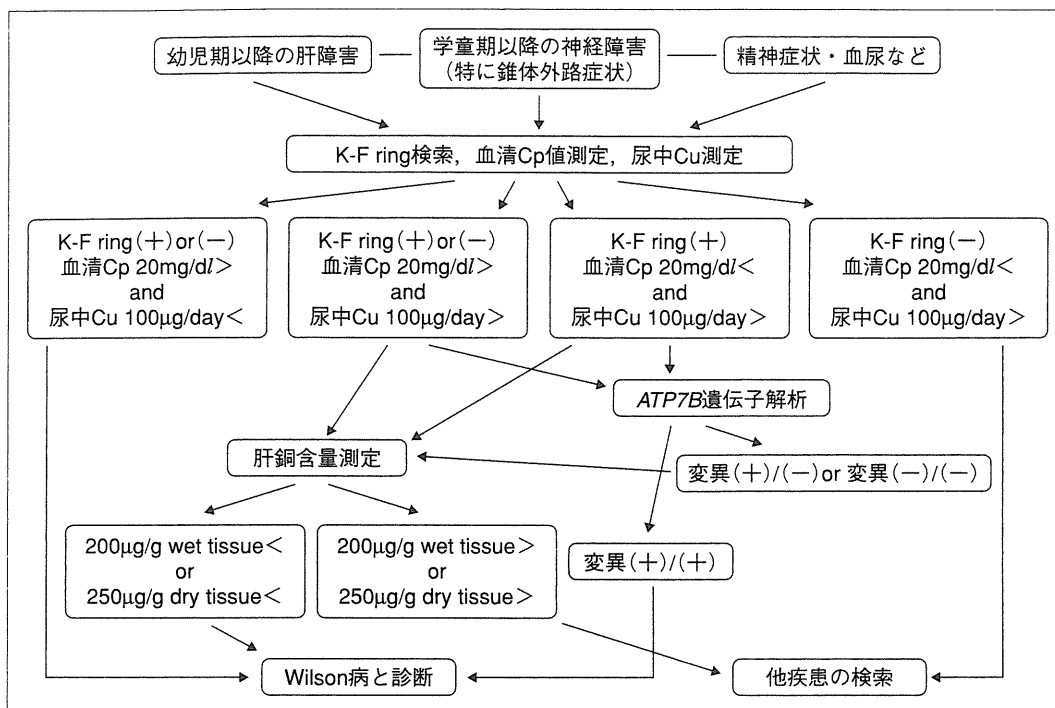 幼児期以降の肝障害
学童期以降の神経障害
(特に錐体外路症状)
精神症状・血尿など
K-F ring検索，血清Cp値測定，尿中Cu測定
K-F ring(＋)or(−)
血清Cp 20mg/dl＞
and
尿中Cu 100μg/day＜
K-F ring(＋)or(−)
血清Cp 20mg/dl＞
and
尿中Cu 100μg/day＞
K-F ring(＋)
血清Cp 20mg/dl＜
and
尿中Cu 100μg/day＞
K-F ring(−)
血清Cp 20mg/dl＜
and
尿中Cu 100μg/day＞
ATP7B遺伝子解析
肝銅含量測定
変異(＋)/(−)or 変異(−)/(−)
200μg/g wet tissue＜
or
250μg/g dry tissue＜
200μg/g wet tissue＞
or
250μg/g dry tissue＞
変異(＋)/(＋)
Wilson病と診断
他疾患の検索